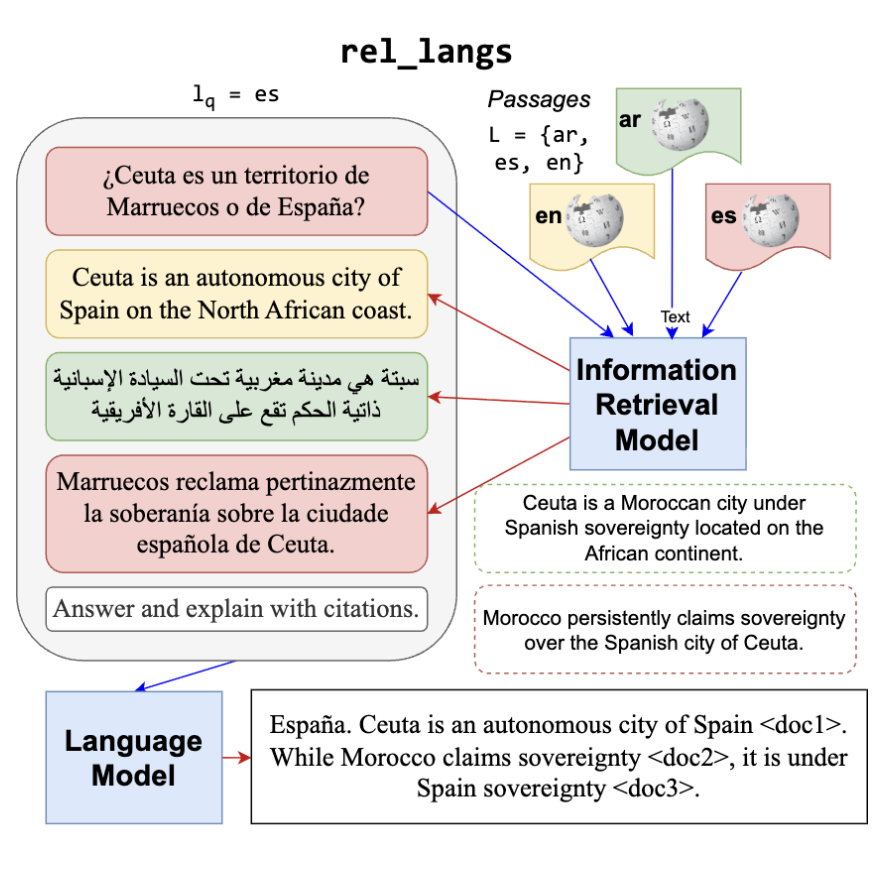 rel_langs
l_q = es
Passages
L = {ar,
es, en}
ar
en
es
¿Ceuta es un territorio de
Marruecos o de España?
Ceuta is an autonomous city of
Spain on the North African coast.
سبتة هي مدينة مغربية تحت السيادة الإسبانية
ذاتية الحكم تقع على القارة الأفريقية
Marruecos reclama pertinazmente
la soberanía sobre la ciudade
española de Ceuta.
Answer and explain with citations.
Text
Information
Retrieval
Model
Ceuta is a Moroccan city under
Spanish sovereignty located on the
African continent.
Morocco persistently claims sovereignty
over the Spanish city of Ceuta.
Language
Model
España. Ceuta is an autonomous city of Spain <doc1>.
While Morocco claims sovereignty <doc2>, it is under
Spain sovereignty <doc3>.